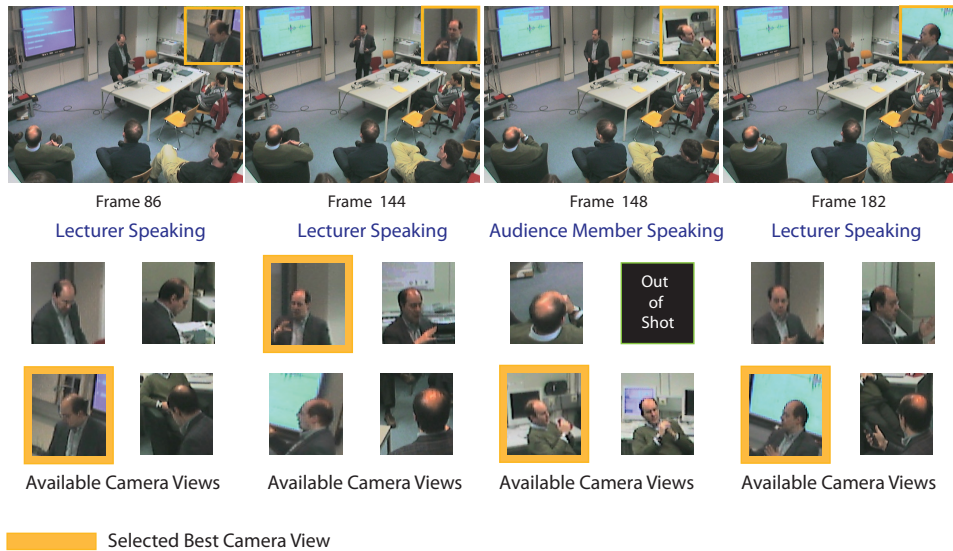 Frame 86
Frame 144
Frame 148
Frame 182
Lecturer Speaking
Lecturer Speaking
Audience Member Speaking
Lecturer Speaking
Out
of
Shot
Available Camera Views
Available Camera Views
Available Camera Views
Available Camera Views
Selected Best Camera View